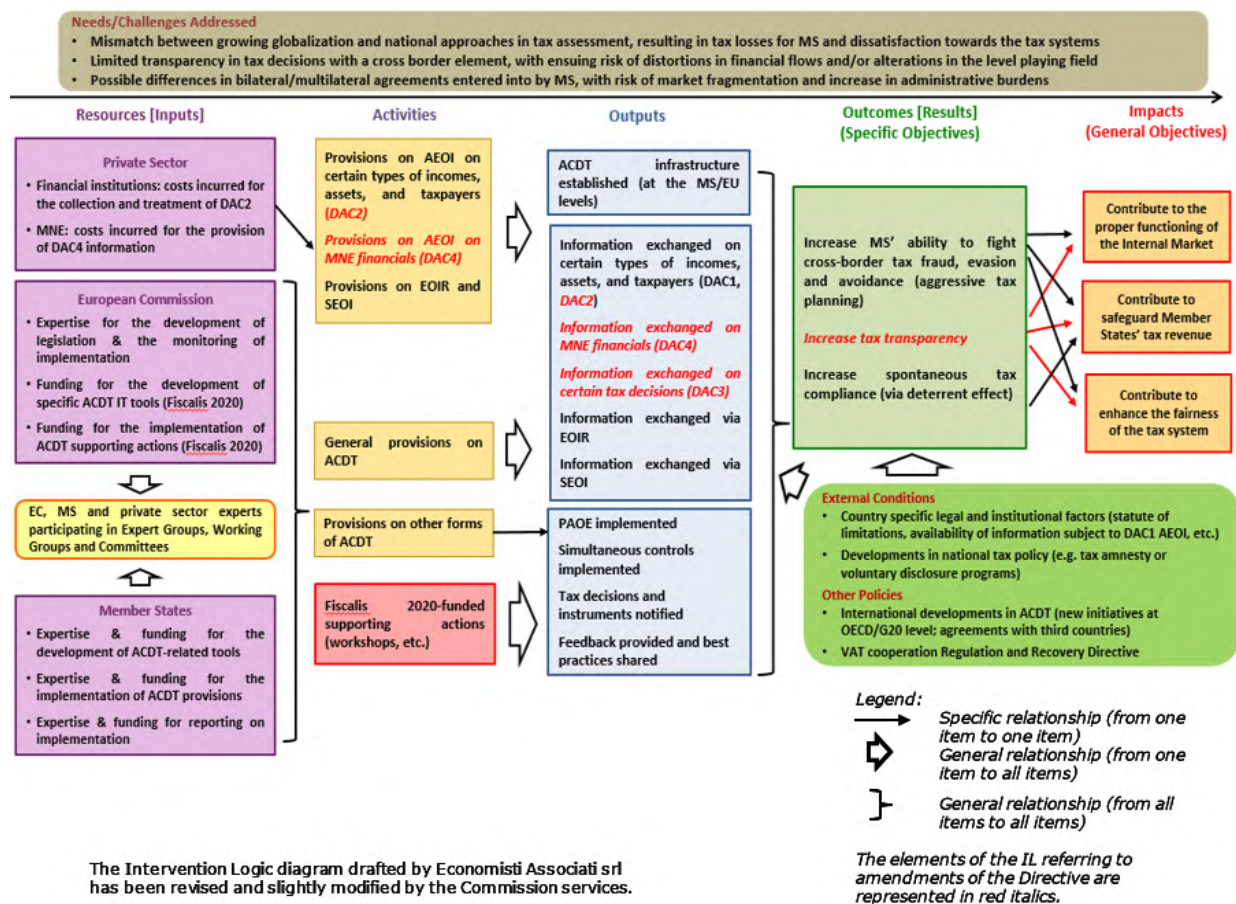 Needs/Challenges Addressed
• Mismatch between growing globalization and national approaches in tax assessment, resulting in tax losses for MS and dissatisfaction towards the tax systems
• Limited transparency in tax decisions with a cross border element, with ensuing risk of distortions in financial flows and/or alterations in the level playing field
• Possible differences in bilateral/multilateral agreements entered into by MS, with risk of market fragmentation and increase in administrative burdens
Resources [Inputs]
Private Sector
• Financial institutions: costs incurred for
the collection and treatment of DAC2
• MNE: costs incurred for the provision
of DAC4 information
European Commission
• Expertise for the development of
legislation & the monitoring of
implementation
• Funding for the development of
specific ACDT IT tools (Fiscalis 2020)
• Funding for the implementation of
ACDT supporting actions (Fiscalis 2020)
EC, MS and private sector experts
participating in Expert Groups, Working
Groups and Committees
Member States
• Expertise & funding for the
development of ACDT-related tools
• Expertise & funding for the
implementation of ACDT provisions
• Expertise & funding for reporting on
implementation
Activities
Provisions on AEOI on
certain types of incomes,
assets, and taxpayers
(DAC2)
Provisions on AEOI on
MNE financials (DAC4)
Provisions on EOIR and
SEOI
General provisions on
ACDT
Provisions on other forms
of ACDT
Fiscalis 2020-funded
supporting actions
(workshops, etc.)
Outputs
ACDT infrastructure
established (at the MS/EU
levels)
Information exchanged on
certain types of incomes,
assets, and taxpayers (DAC1,
DAC2)
Information exchanged on
MNE financials (DAC4)
Information exchanged on
certain tax decisions (DAC3)
Information exchanged via
EOIR
Information exchanged via
SEOI
PAOE implemented
Simultaneous controls
implemented
Tax decisions and
instruments notified
Feedback provided and best
practices shared
Outcomes [Results]
(Specific Objectives)
Increase MS' ability to fight
cross-border tax fraud, evasion
and avoidance (aggressive tax
planning)
Increase tax transparency
Increase spontaneous tax
compliance (via deterrent effect)
Impacts
(General Objectives)
Contribute to the
proper functioning of
the Internal Market
Contribute to
safeguard Member
States' tax revenue
Contribute to
enhance the fairness
of the tax system
External Conditions
• Country specific legal and institutional factors (statute of
limitations, availability of information subject to DAC1 AEOI, etc.)
• Developments in national tax policy (e.g. tax amnesty or
voluntary disclosure programs)
Other Policies
• International developments in ACDT (new initiatives at
OECD/G20 level; agreements with third countries)
• VAT cooperation Regulation and Recovery Directive
Legend:
Specific relationship (from one
item to one item)
General relationship (from one
item to all items)
General relationship (from all
items to all items)
The elements of the IL referring to
amendments of the Directive are
represented in red italics.
The Intervention Logic diagram drafted by Economisti Associati srl
has been revised and slightly modified by the Commission services.